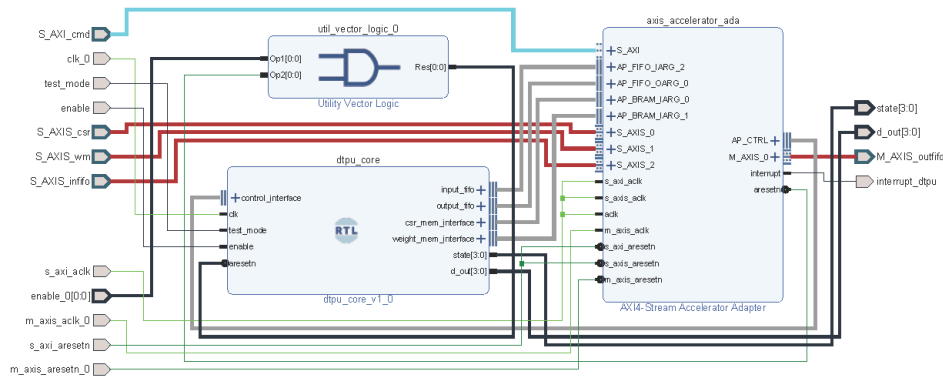 S_AXI_cmd
clk_0
test_mode
enable
S_AXIS_csr
S_AXIS_wm
S_AXIS_infifo
s_axi_aclk
enable_0[0:0]
m_axis_aclk_0
s_axi_aresetn
m_axis_aresetn_0
util_vector_logic_0
Op1[0:0]
Op2[0:0]
Res[0:0]
Utility Vector Logic
dtpu_core
control_interface
clk
test_mode
enable
aresetn
RTL
input_fifo
output_fifo
csr_mem_interface
weight_mem_interface
state[3:0]
d_out[3:0]
dtpu_core_v1_0
axis_accelerator_ada
S_AXI
AP_FIFO_IARG_2
AP_FIFO_OARG_0
AP_BRAM_IARG_0
AP_BRAM_IARG_1
S_AXIS_0
S_AXIS_1
S_AXIS_2
s_axi_aclk
s_axis_aclk
aclk
m_axis_aclk
s_axi_aresetn
s_axis_aresetn
m_axis_aresetn
AP_CTRL
M_AXIS_0
interrupt
aresetn
AXI4-Stream Accelerator Adapter
state[3:0]
d_out[3:0]
M_AXIS_outfifo
interrupt_dtpu